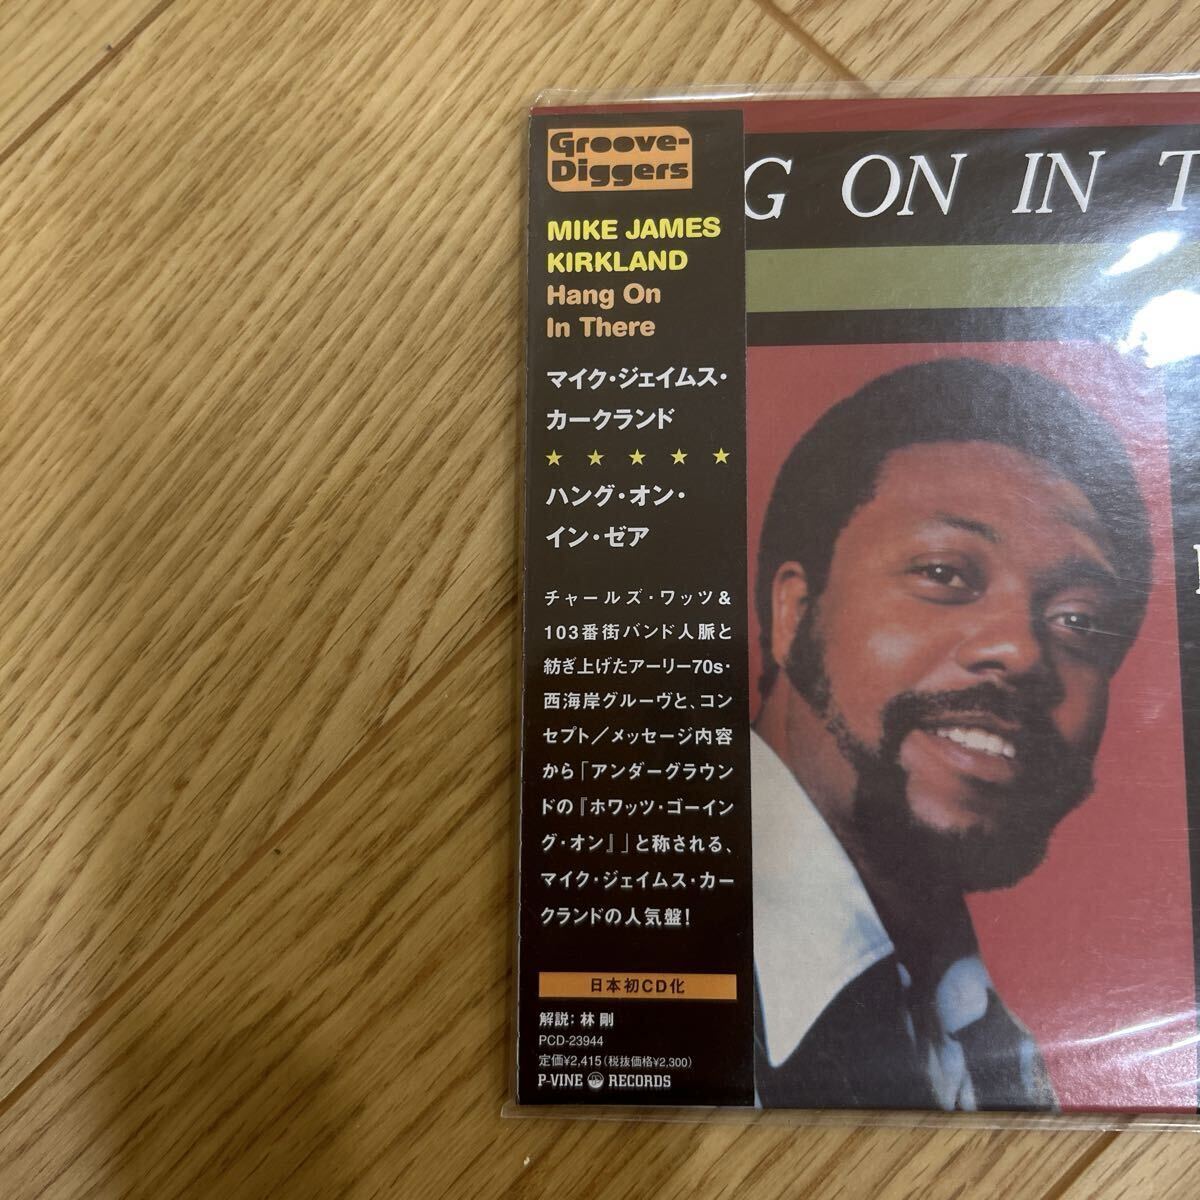 Groove-
Diggers
MIKE JAMES
KIRKLAND
Hang On
In There
マイク・ジェイムス・
カークランド
★ ★ ★ ★ ★
ハング・オン・
イン・ゼア
チャールズ・ワッツ&
103番街バンド人脈と
紡ぎ上げたアーリー70s・
西海岸グルーヴと、コン
セプト／メッセージ内容
から「アンダーグラウン
ドの『ホワッツ・ゴーイン
グ・オン』」と称される、
マイク・ジェイムス・カー
クランドの人気盤!
日本初CD化
解説: 林 剛
PCD-23944
定価¥2,415(税抜価格¥2,300)
P-VINE RECORDS
G ON IN T